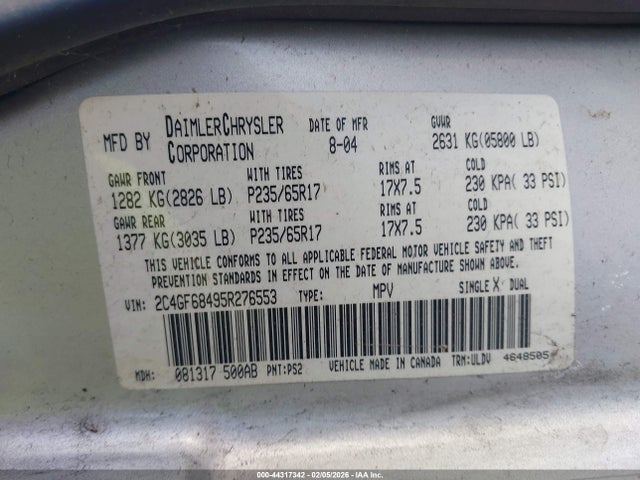 MFD BY DAIMLERCHRYSLER CORPORATION DATE OF MFR 8-04 GVWR 2631 KG(05800 LB)
GAWR FRONT WITH TIRES RIMS AT COLD
1282 KG(2826 LB) P235/65R17 17X7.5 230 KPA( 33 PSI)
GAWR REAR WITH TIRES RIMS AT COLD
1377 KG(3035 LB) P235/65R17 17X7.5 230 KPA( 33 PSI)
THIS VEHICLE CONFORMS TO ALL APPLICABLE FEDERAL MOTOR VEHICLE SAFETY AND THEFT
PREVENTION STANDARDS IN EFFECT ON THE DATE OF MANUFACTURE SHOWN ABOVE.
VIN: 2C4GF68495R276553 TYPE: MPV SINGLE X DUAL
MDH: 081317 500AB PNT:PS2 VEHICLE MADE IN CANADA TRM:ULDV 4648505
000-44317342 - 02/05/2026 - IAA Inc.